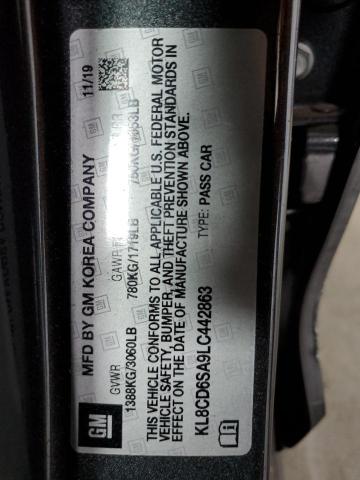 GM
MFD BY GM KOREA COMPANY 11/19
GVWR GAWR
1388KG/3060LB 780KG/1719LB
THIS VEHICLE CONFORMS TO ALL APPLICABLE U.S. FEDERAL MOTOR
VEHICLE SAFETY, BUMPER, AND THEFT PREVENTION STANDARDS IN
EFFECT ON THE DATE OF MANUFACTURE SHOWN ABOVE.
KL8CD6SA9LC442863 TYPE: PASS CAR